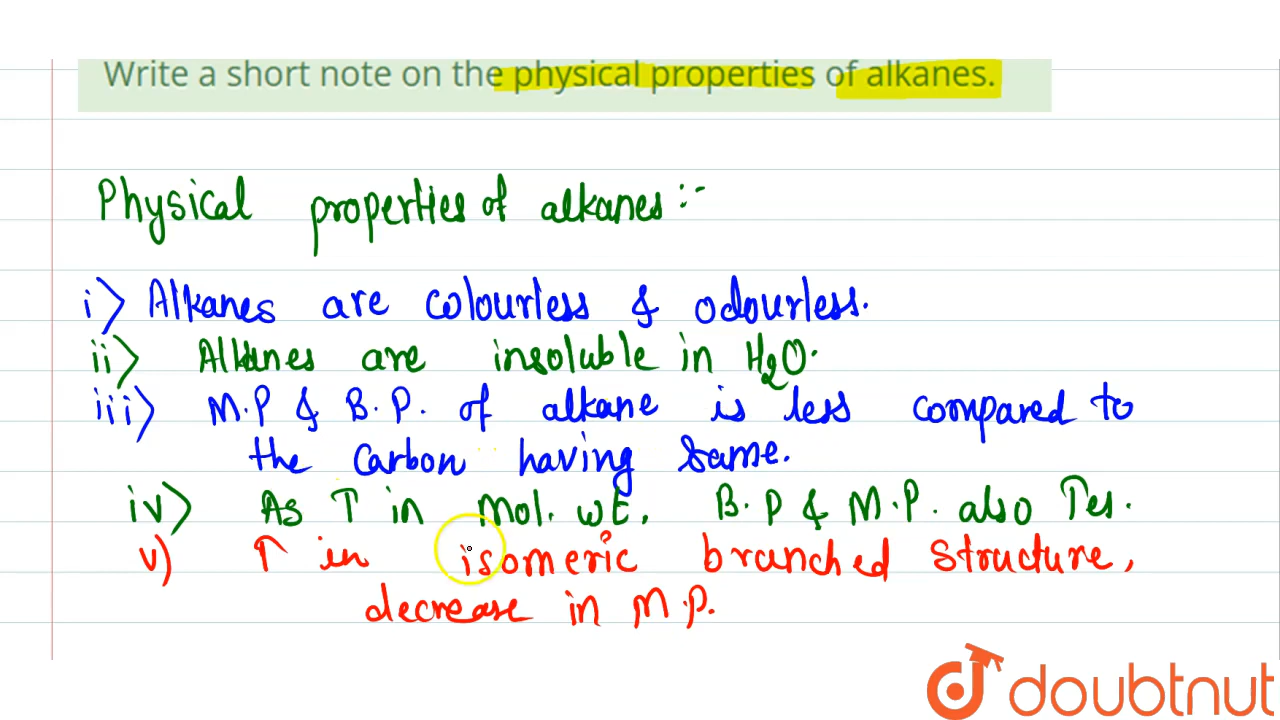 Write a short note on the physical properties of alkanes.
Physical properties of alkanes :-
i) Alkanes are colourless & odourless.
ii) Alkanes are insoluble in H2O.
iii) M.P & B.P. of alkane is less compared to
the carbon having same.
iv) As ↑ in Mol. wt. B.P & M.P. also ↑es.
v) ↑ in isomeric branched structure,
decrease in M.P.
doubtnut